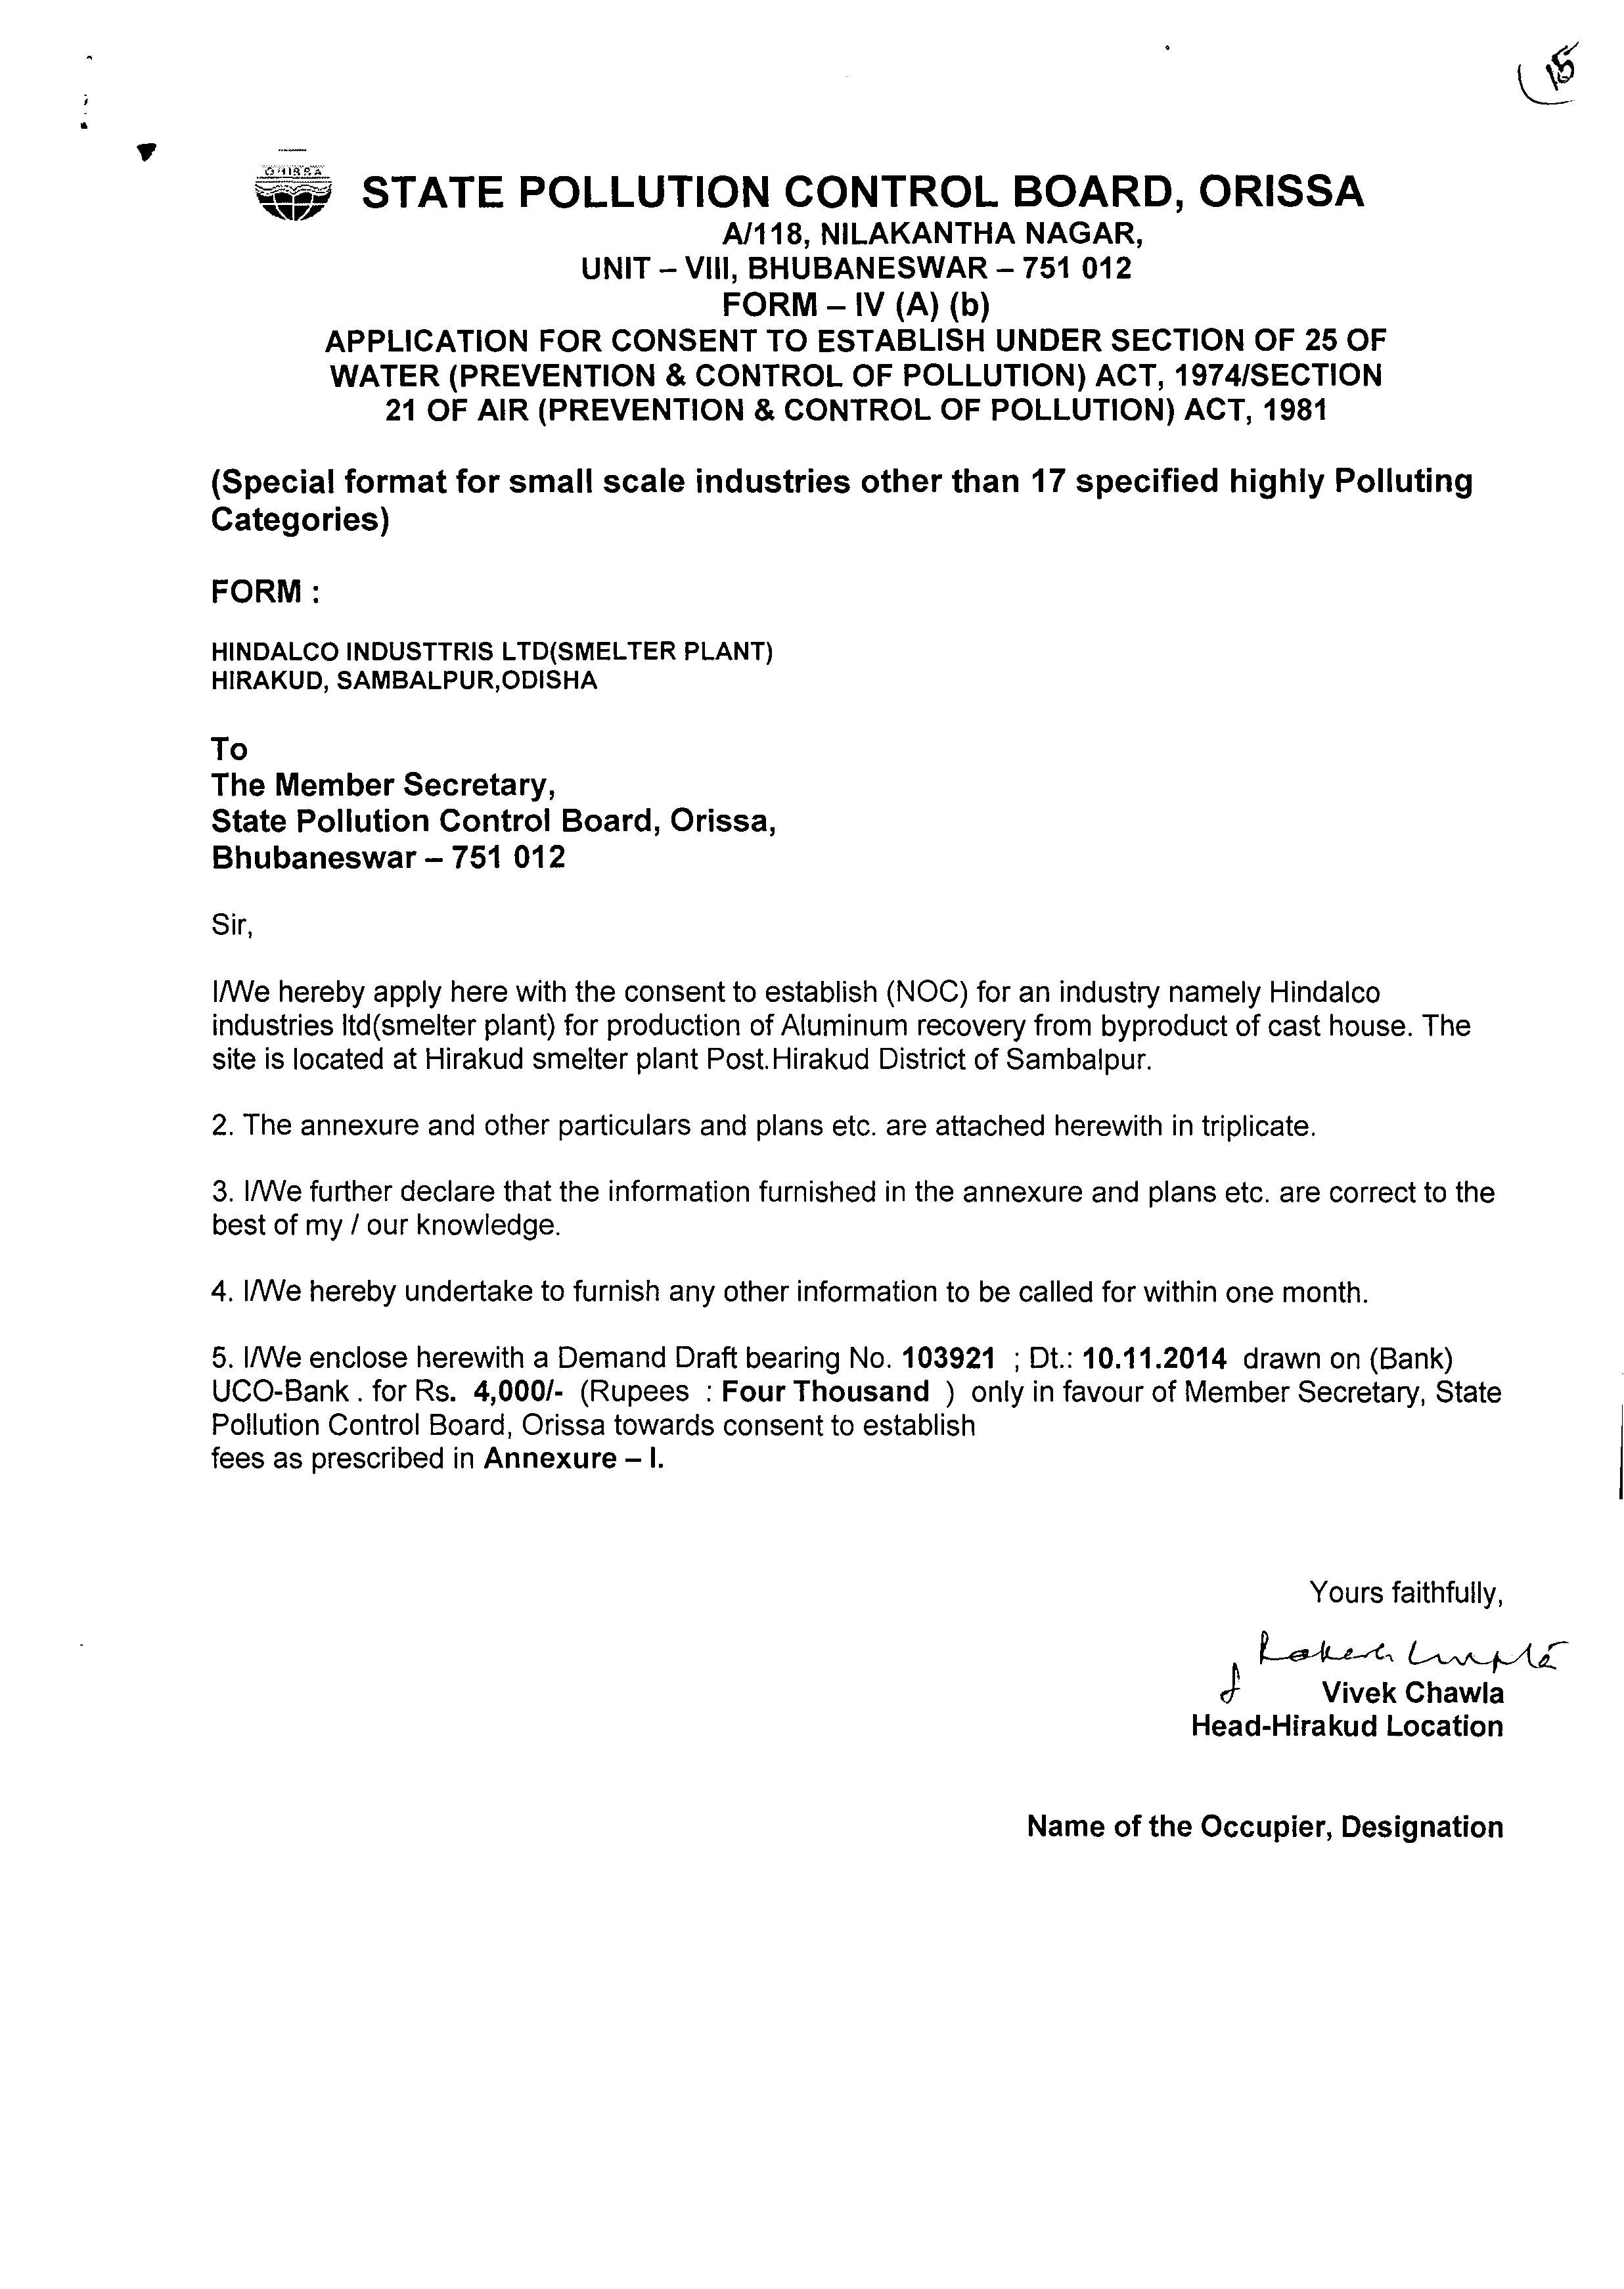 15
ORISSA
STATE POLLUTION CONTROL BOARD, ORISSA
A/118, NILAKANTHA NAGAR,
UNIT – VIII, BHUBANESWAR – 751 012
FORM – IV (A) (b)
APPLICATION FOR CONSENT TO ESTABLISH UNDER SECTION OF 25 OF
WATER (PREVENTION & CONTROL OF POLLUTION) ACT, 1974/SECTION
21 OF AIR (PREVENTION & CONTROL OF POLLUTION) ACT, 1981
(Special format for small scale industries other than 17 specified highly Polluting
Categories)
FORM :
HINDALCO INDUSTTRIS LTD(SMELTER PLANT)
HIRAKUD, SAMBALPUR,ODISHA
To
The Member Secretary,
State Pollution Control Board, Orissa,
Bhubaneswar – 751 012
Sir,
I/We hereby apply here with the consent to establish (NOC) for an industry namely Hindalco
industries ltd(smelter plant) for production of Aluminum recovery from byproduct of cast house. The
site is located at Hirakud smelter plant Post.Hirakud District of Sambalpur.
2. The annexure and other particulars and plans etc. are attached herewith in triplicate.
3. I/We further declare that the information furnished in the annexure and plans etc. are correct to the
best of my / our knowledge.
4. I/We hereby undertake to furnish any other information to be called for within one month.
5. I/We enclose herewith a Demand Draft bearing No. 103921 ; Dt.: 10.11.2014 drawn on (Bank)
UCO-Bank . for Rs. 4,000/- (Rupees : Four Thousand ) only in favour of Member Secretary, State
Pollution Control Board, Orissa towards consent to establish
fees as prescribed in Annexure – I.
Yours faithfully,
Rakesh Gupta
Vivek Chawla
Head-Hirakud Location
Name of the Occupier, Designation